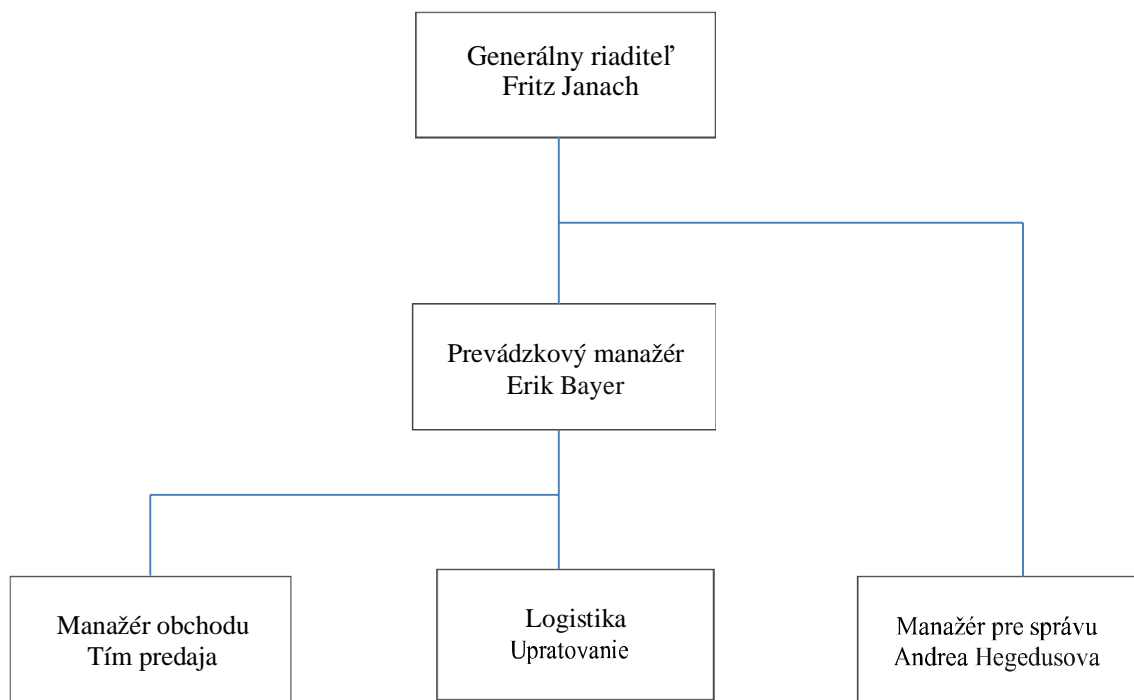 Generálny riaditeľ
Fritz Janach
Prevádzkový manažér
Erik Bayer
Manažér obchodu
Tím predaja
Logistika
Upratovanie
Manažér pre správu
Andrea Hegedusova